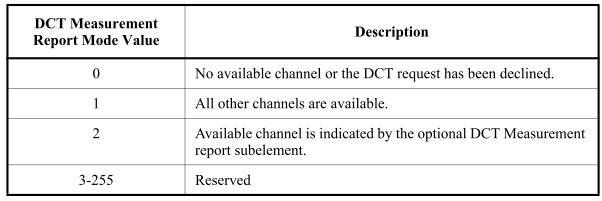 DCT Measurement
Report Mode Value
Description
0
No available channel or the DCT request has been declined.
1
All other channels are available.
2
Available channel is indicated by the optional DCT Measurement
report subelement.
3-255
Reserved